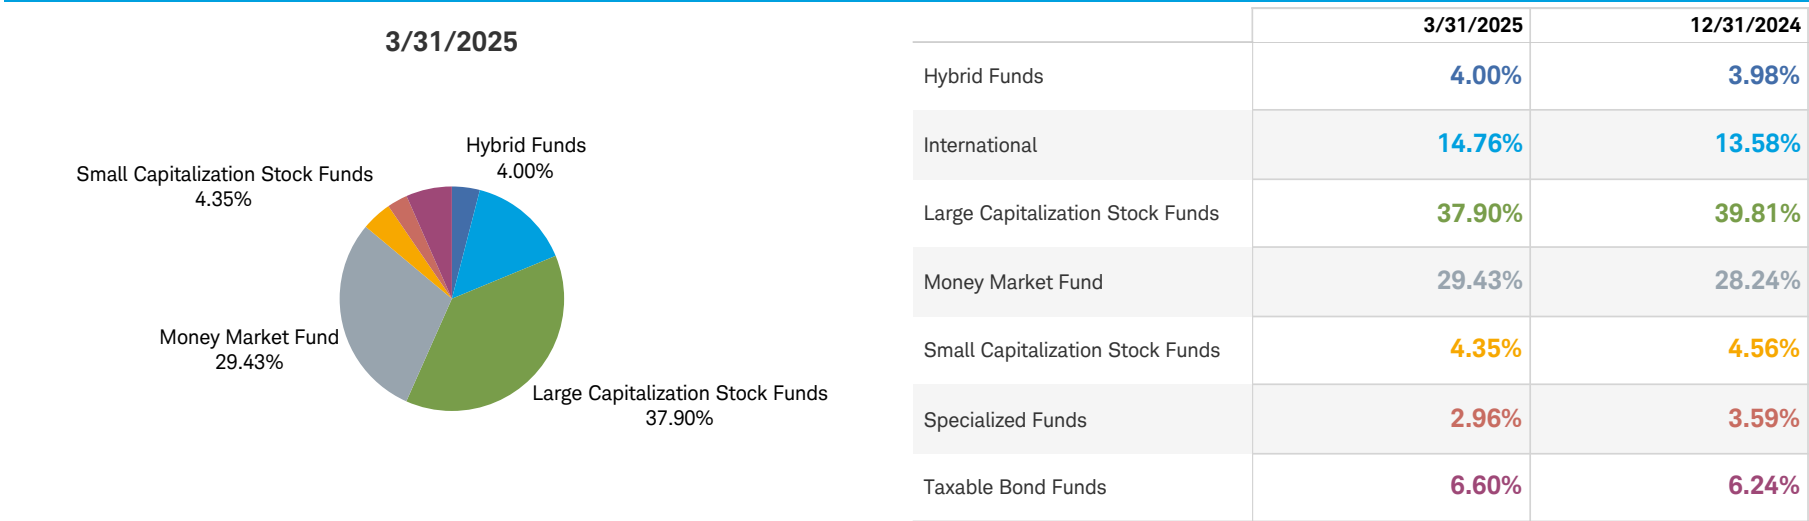 3/31/2025
Hybrid Funds
4.00%
Small Capitalization Stock Funds
4.35%
Money Market Fund
29.43%
Large Capitalization Stock Funds
37.90%
3/31/2025 12/31/2024
Hybrid Funds 4.00% 3.98%
International 14.76% 13.58%
Large Capitalization Stock Funds 37.90% 39.81%
Money Market Fund 29.43% 28.24%
Small Capitalization Stock Funds 4.35% 4.56%
Specialized Funds 2.96% 3.59%
Taxable Bond Funds 6.60% 6.24%